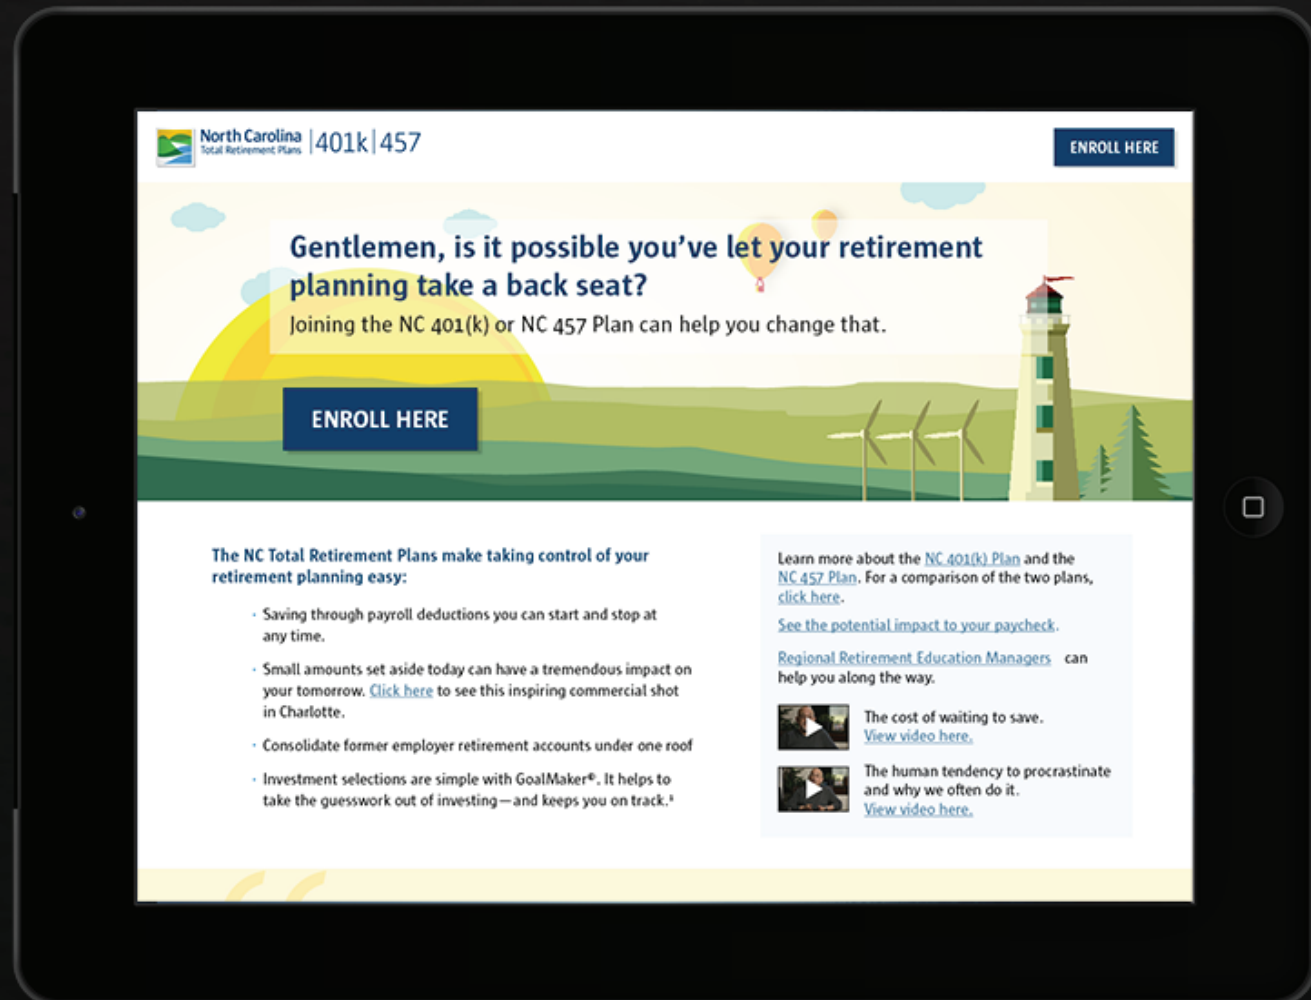 North Carolina
Total Retirement Plans
401k 457
ENROLL HERE
Gentlemen, is it possible you've let your retirement
planning take a back seat?
Joining the NC 401(k) or NC 457 Plan can help you change that.
ENROLL HERE
The NC Total Retirement Plans make taking control of your
retirement planning easy:
· Saving through payroll deductions you can start and stop at
any time.
· Small amounts set aside today can have a tremendous impact on
your tomorrow. Click here to see this inspiring commercial shot
in Charlotte.
· Consolidate former employer retirement accounts under one roof
· Investment selections are simple with GoalMaker®. It helps to
take the guesswork out of investing—and keeps you on track.
Learn more about the NC 401(k) Plan and the
NC 457 Plan. For a comparison of the two plans,
click here.
See the potential impact to your paycheck.
Regional Retirement Education Managers can
help you along the way.
The cost of waiting to save.
View video here.
The human tendency to procrastinate
and why we often do it.
View video here.